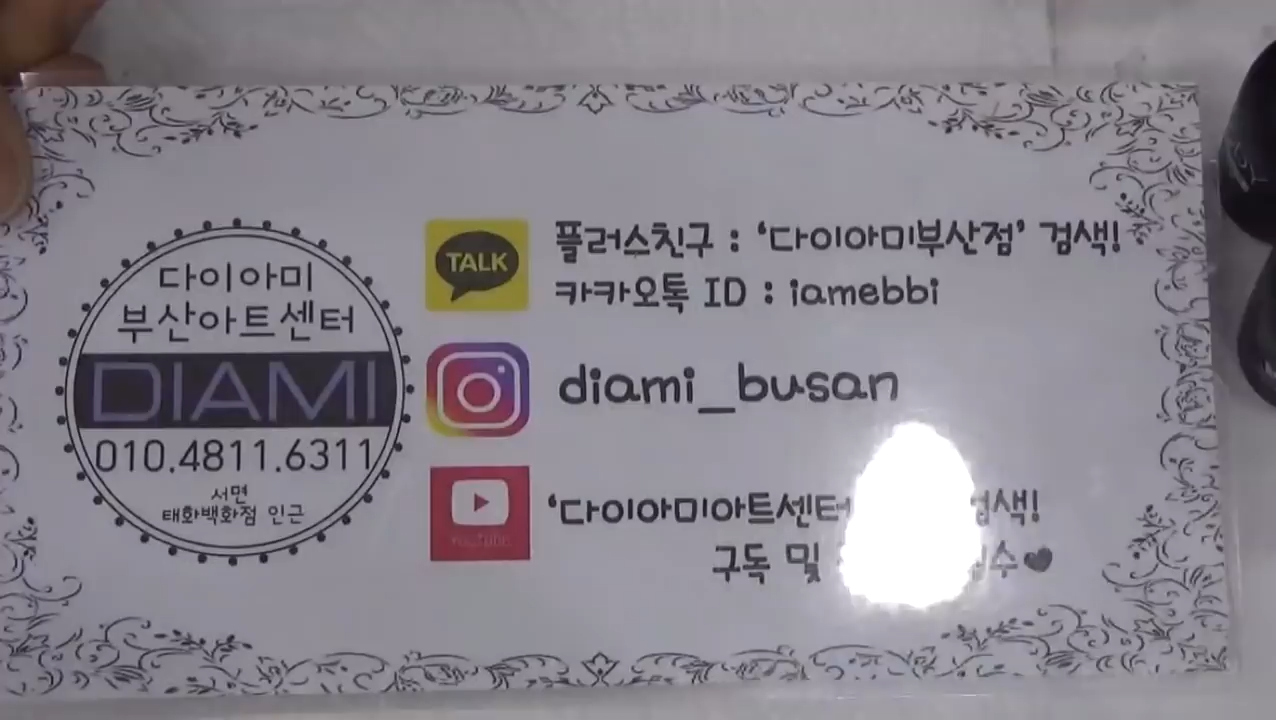 다이아미
부산아트센터
DIAMI
010.4811.6311
서면
태화백화점 인근
TALK
플러스친구 : ‘다이아미부산점’ 검색!
카카오톡 ID : iamebbi
diami_busan
YOUTUBE
‘다이아미아트센터 검색!
구독 및